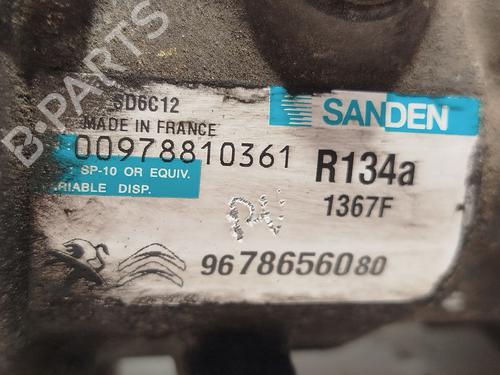 B-PARTS
SD6C12
SANDEN
MADE IN FRANCE
00978810361
R134a
SP-10 OR EQUIV.
RIABLE DISP.
1367F
9678656080